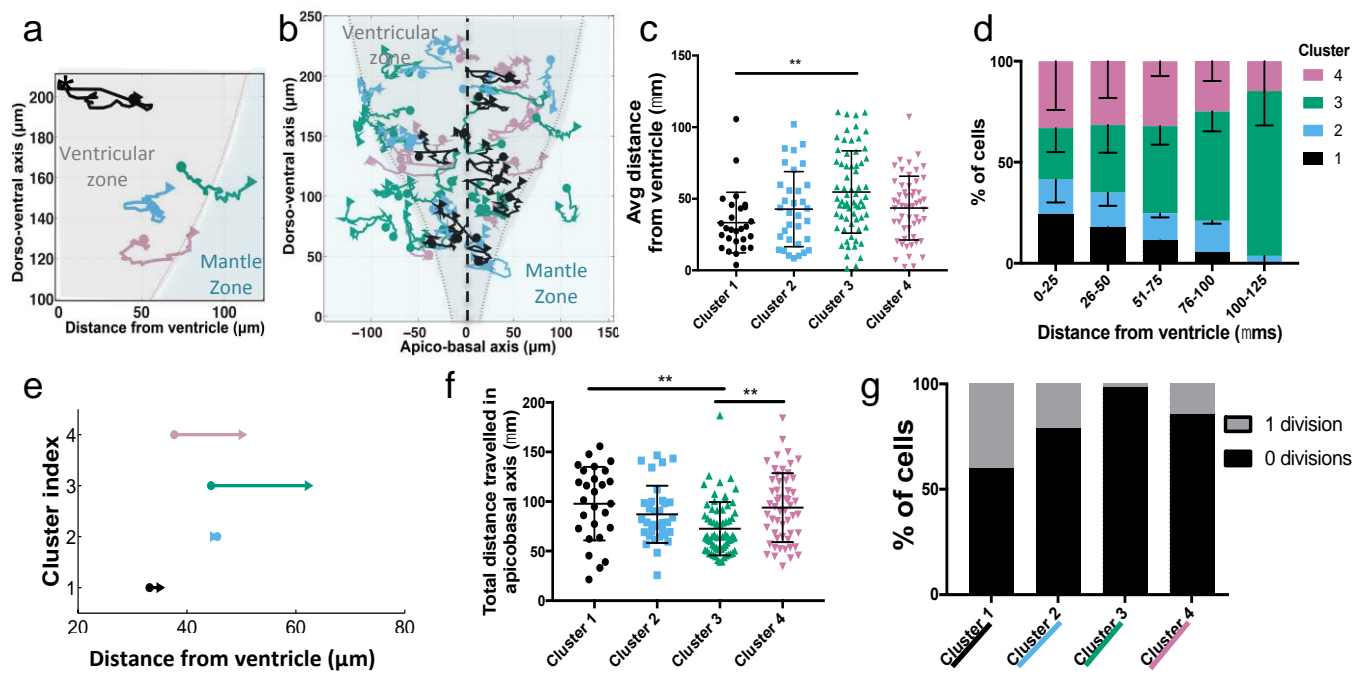 a
Dorso-ventral axis (µm)
200
180
160
140
120
100
Ventricular
zone
Mantle
Zone
0
50
100
Distance from ventricle (µm)
b
Dorso-ventral axis (µm)
250
200
150
100
50
0
Ventricular
zone
Mantle
Zone
−100
−50
0
50
100
15
Apico-basal axis (µm)
c
Avg distance
from ventricle (mm)
150
100
50
0
**
Cluster 1
Cluster 2
Cluster 3
Cluster 4
d
% of cells
100
50
0
0-25
26-50
51-75
76-100
100-125
Distance from ventricle (mms)
Cluster
4
3
2
1
e
Cluster index
4
3
2
1
20
40
60
80
Distance from ventricle (µm)
f
Total distance travelled in
apicobasal axis (mm)
200
150
100
50
0
**
**
Cluster 1
Cluster 2
Cluster 3
Cluster 4
g
% of cells
100
50
0
Cluster 1
Cluster 2
Cluster 3
Cluster 4
1 division
0 divisions